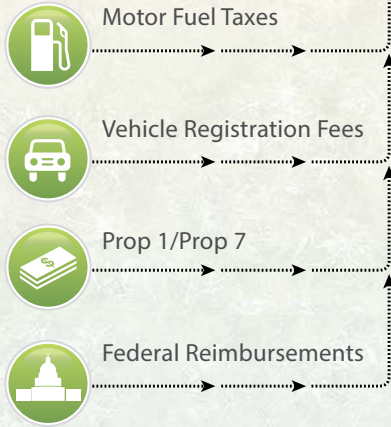 Motor Fuel Taxes
Vehicle Registration Fees
Prop 1/Prop 7
$
Federal Reimbursements